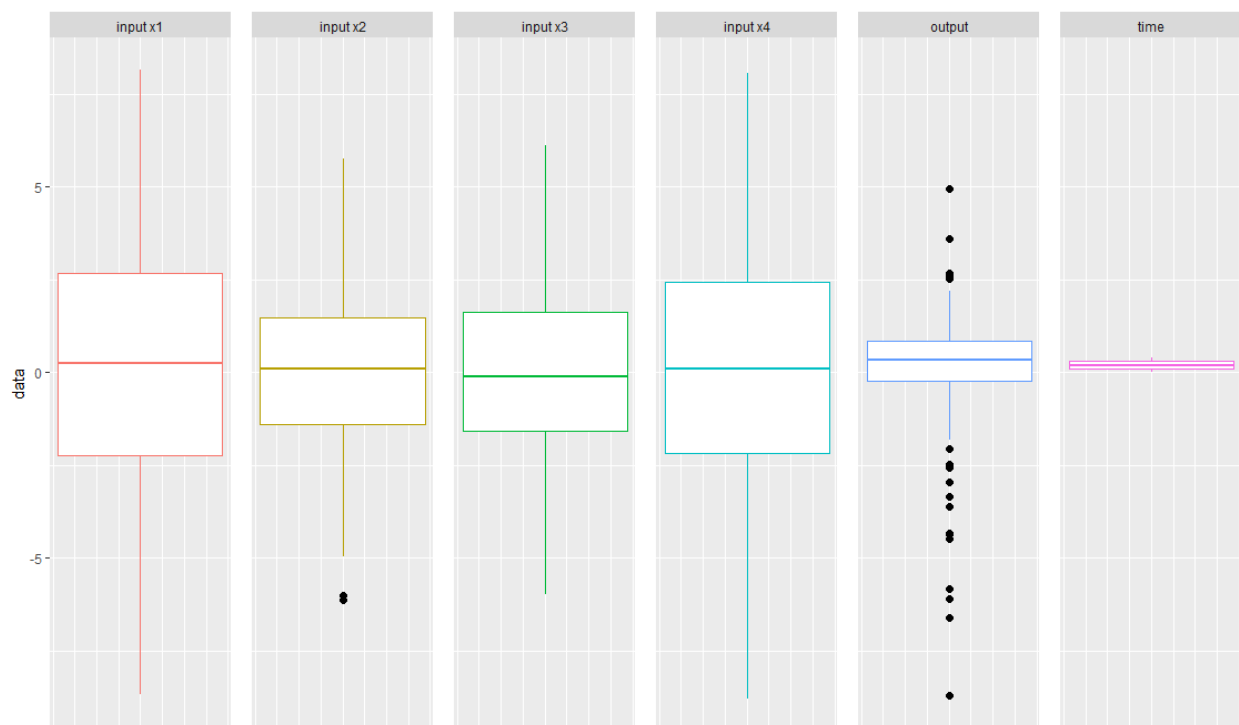 input x1
input x2
input x3
input x4
output
time
data
5
0
-5